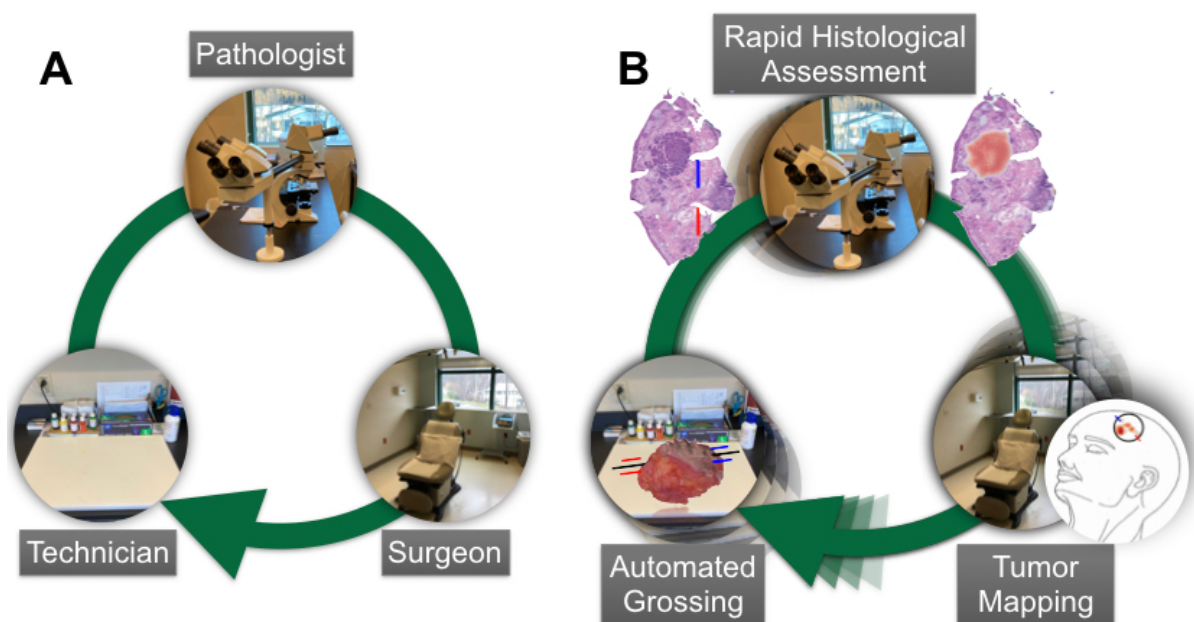 A
Pathologist
Technician
Surgeon
B
Rapid Histological
Assessment
Automated
Grossing
Tumor
Mapping